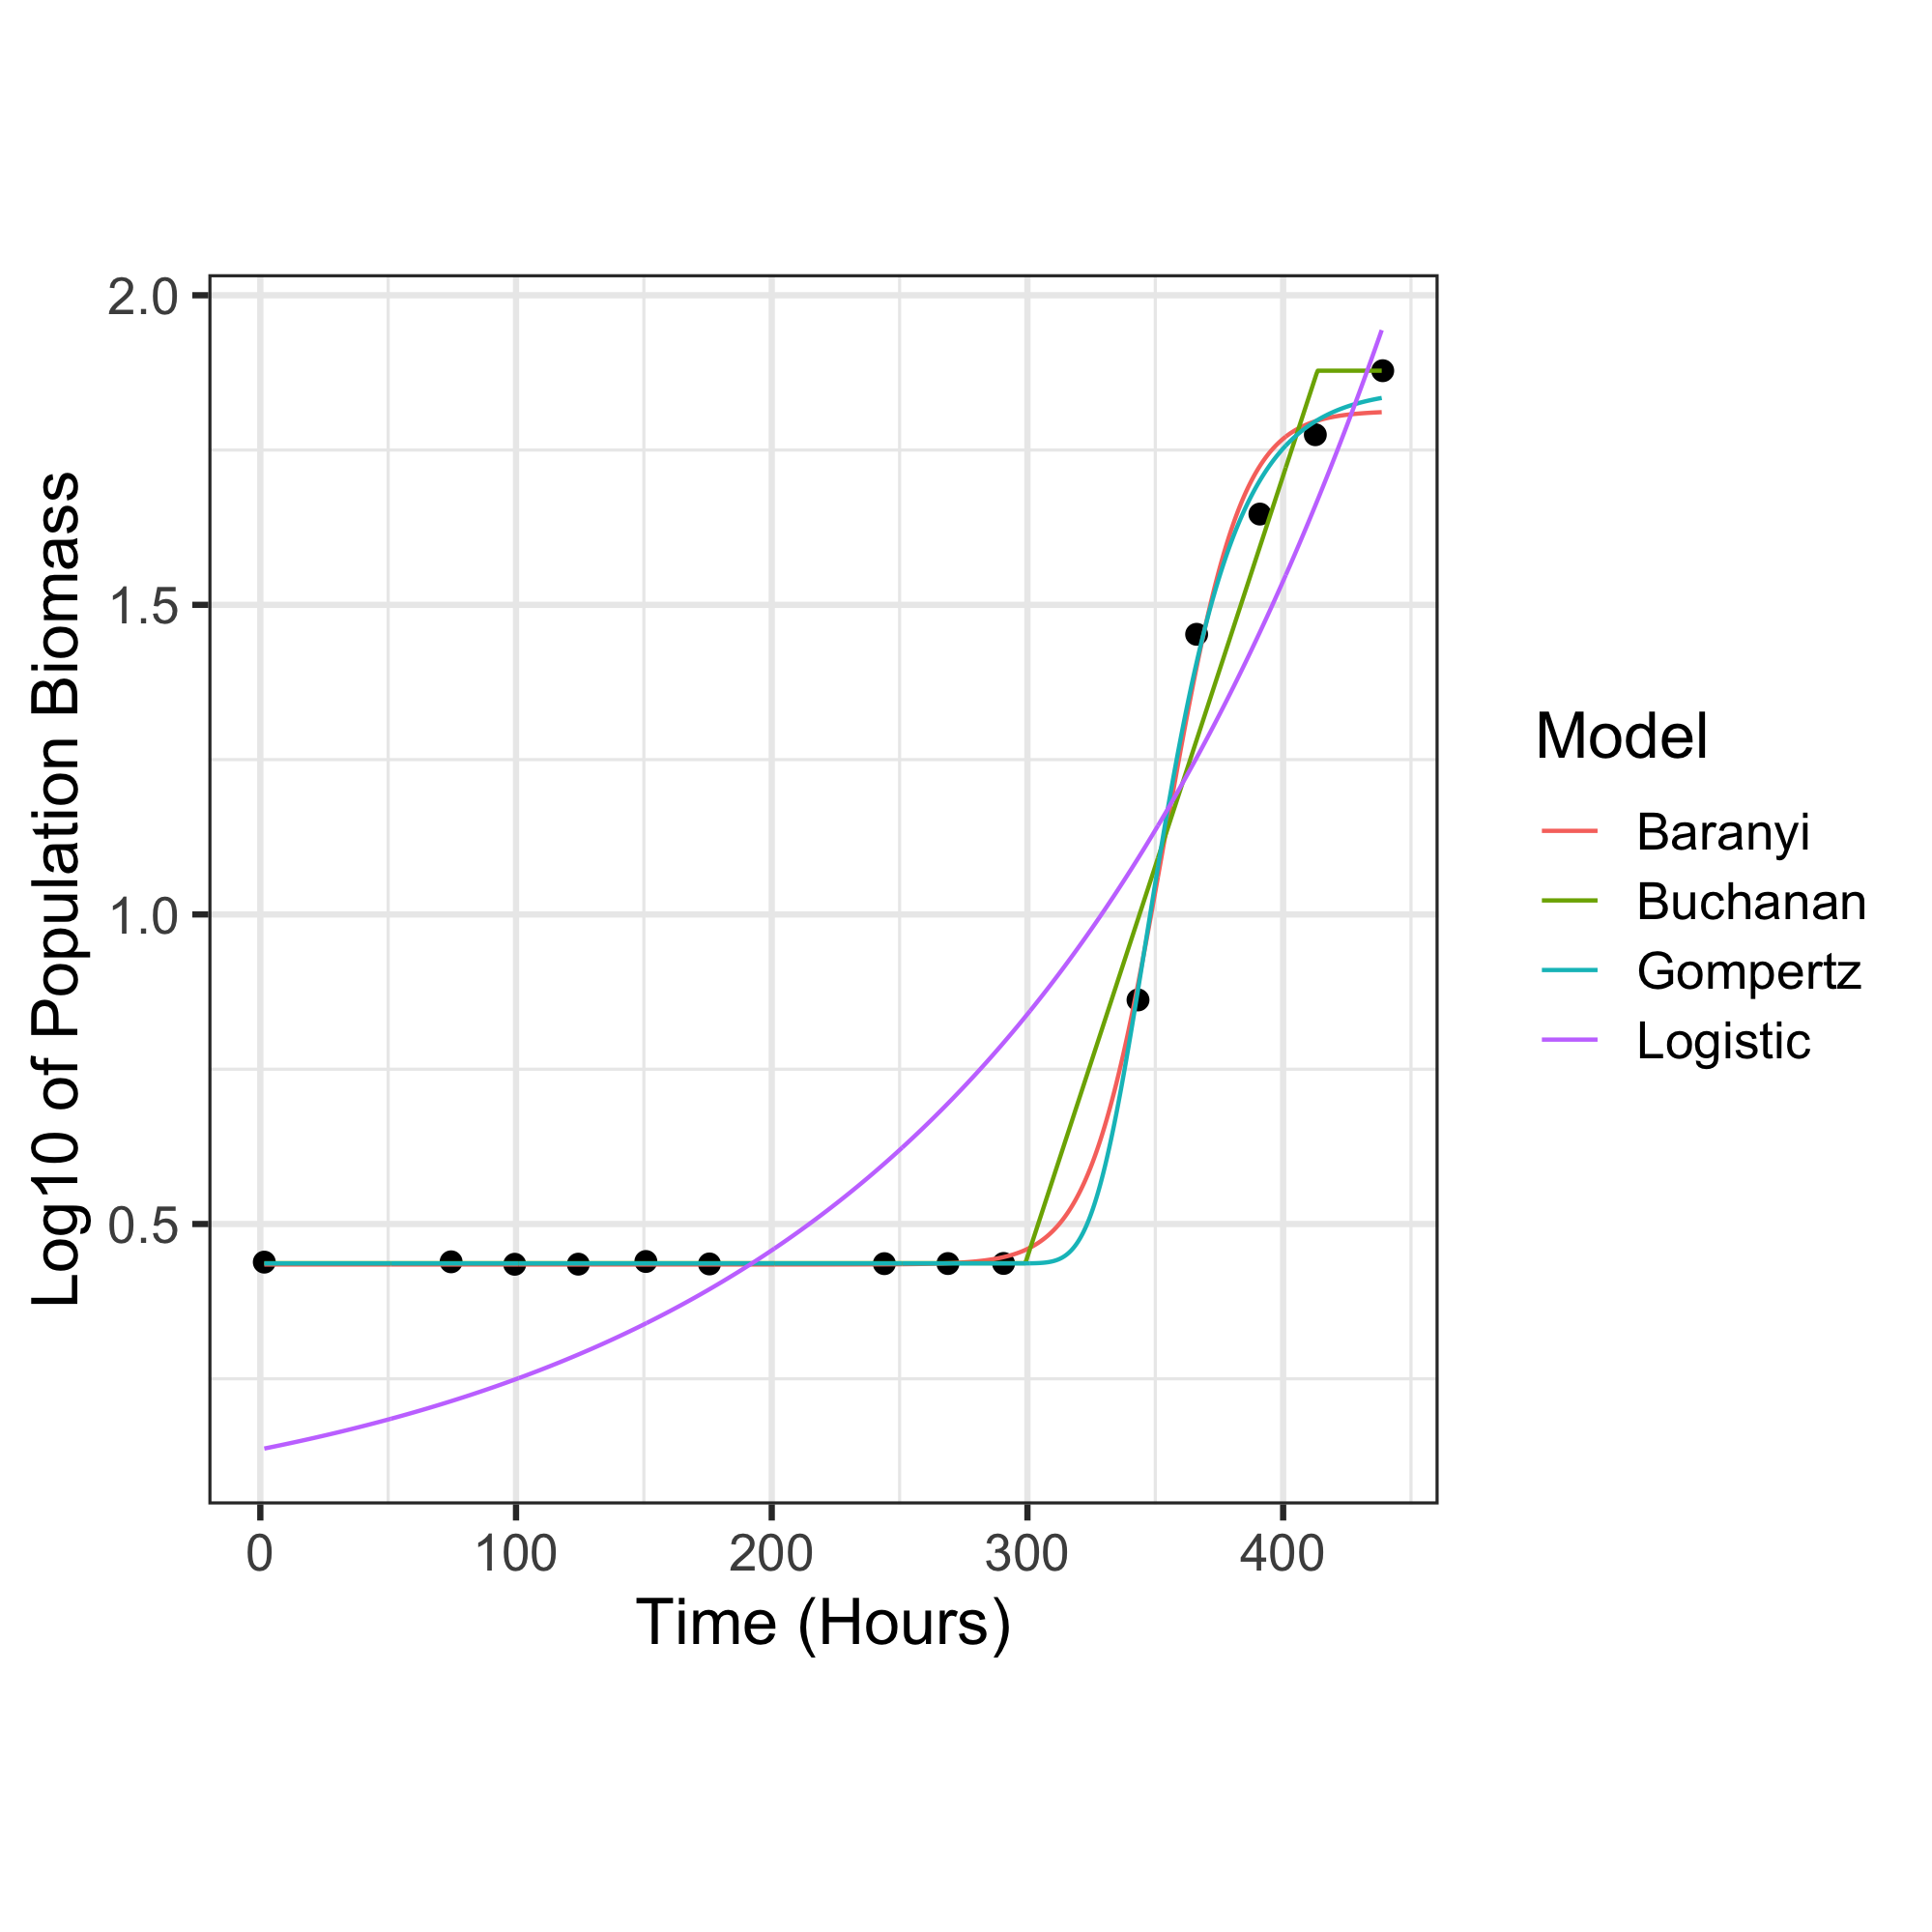 Log10 of Population Biomass
2.0
1.5
1.0
0.5
0 100 200 300 400
Time (Hours)
Model
Baranyi
Buchanan
Gompertz
Logistic